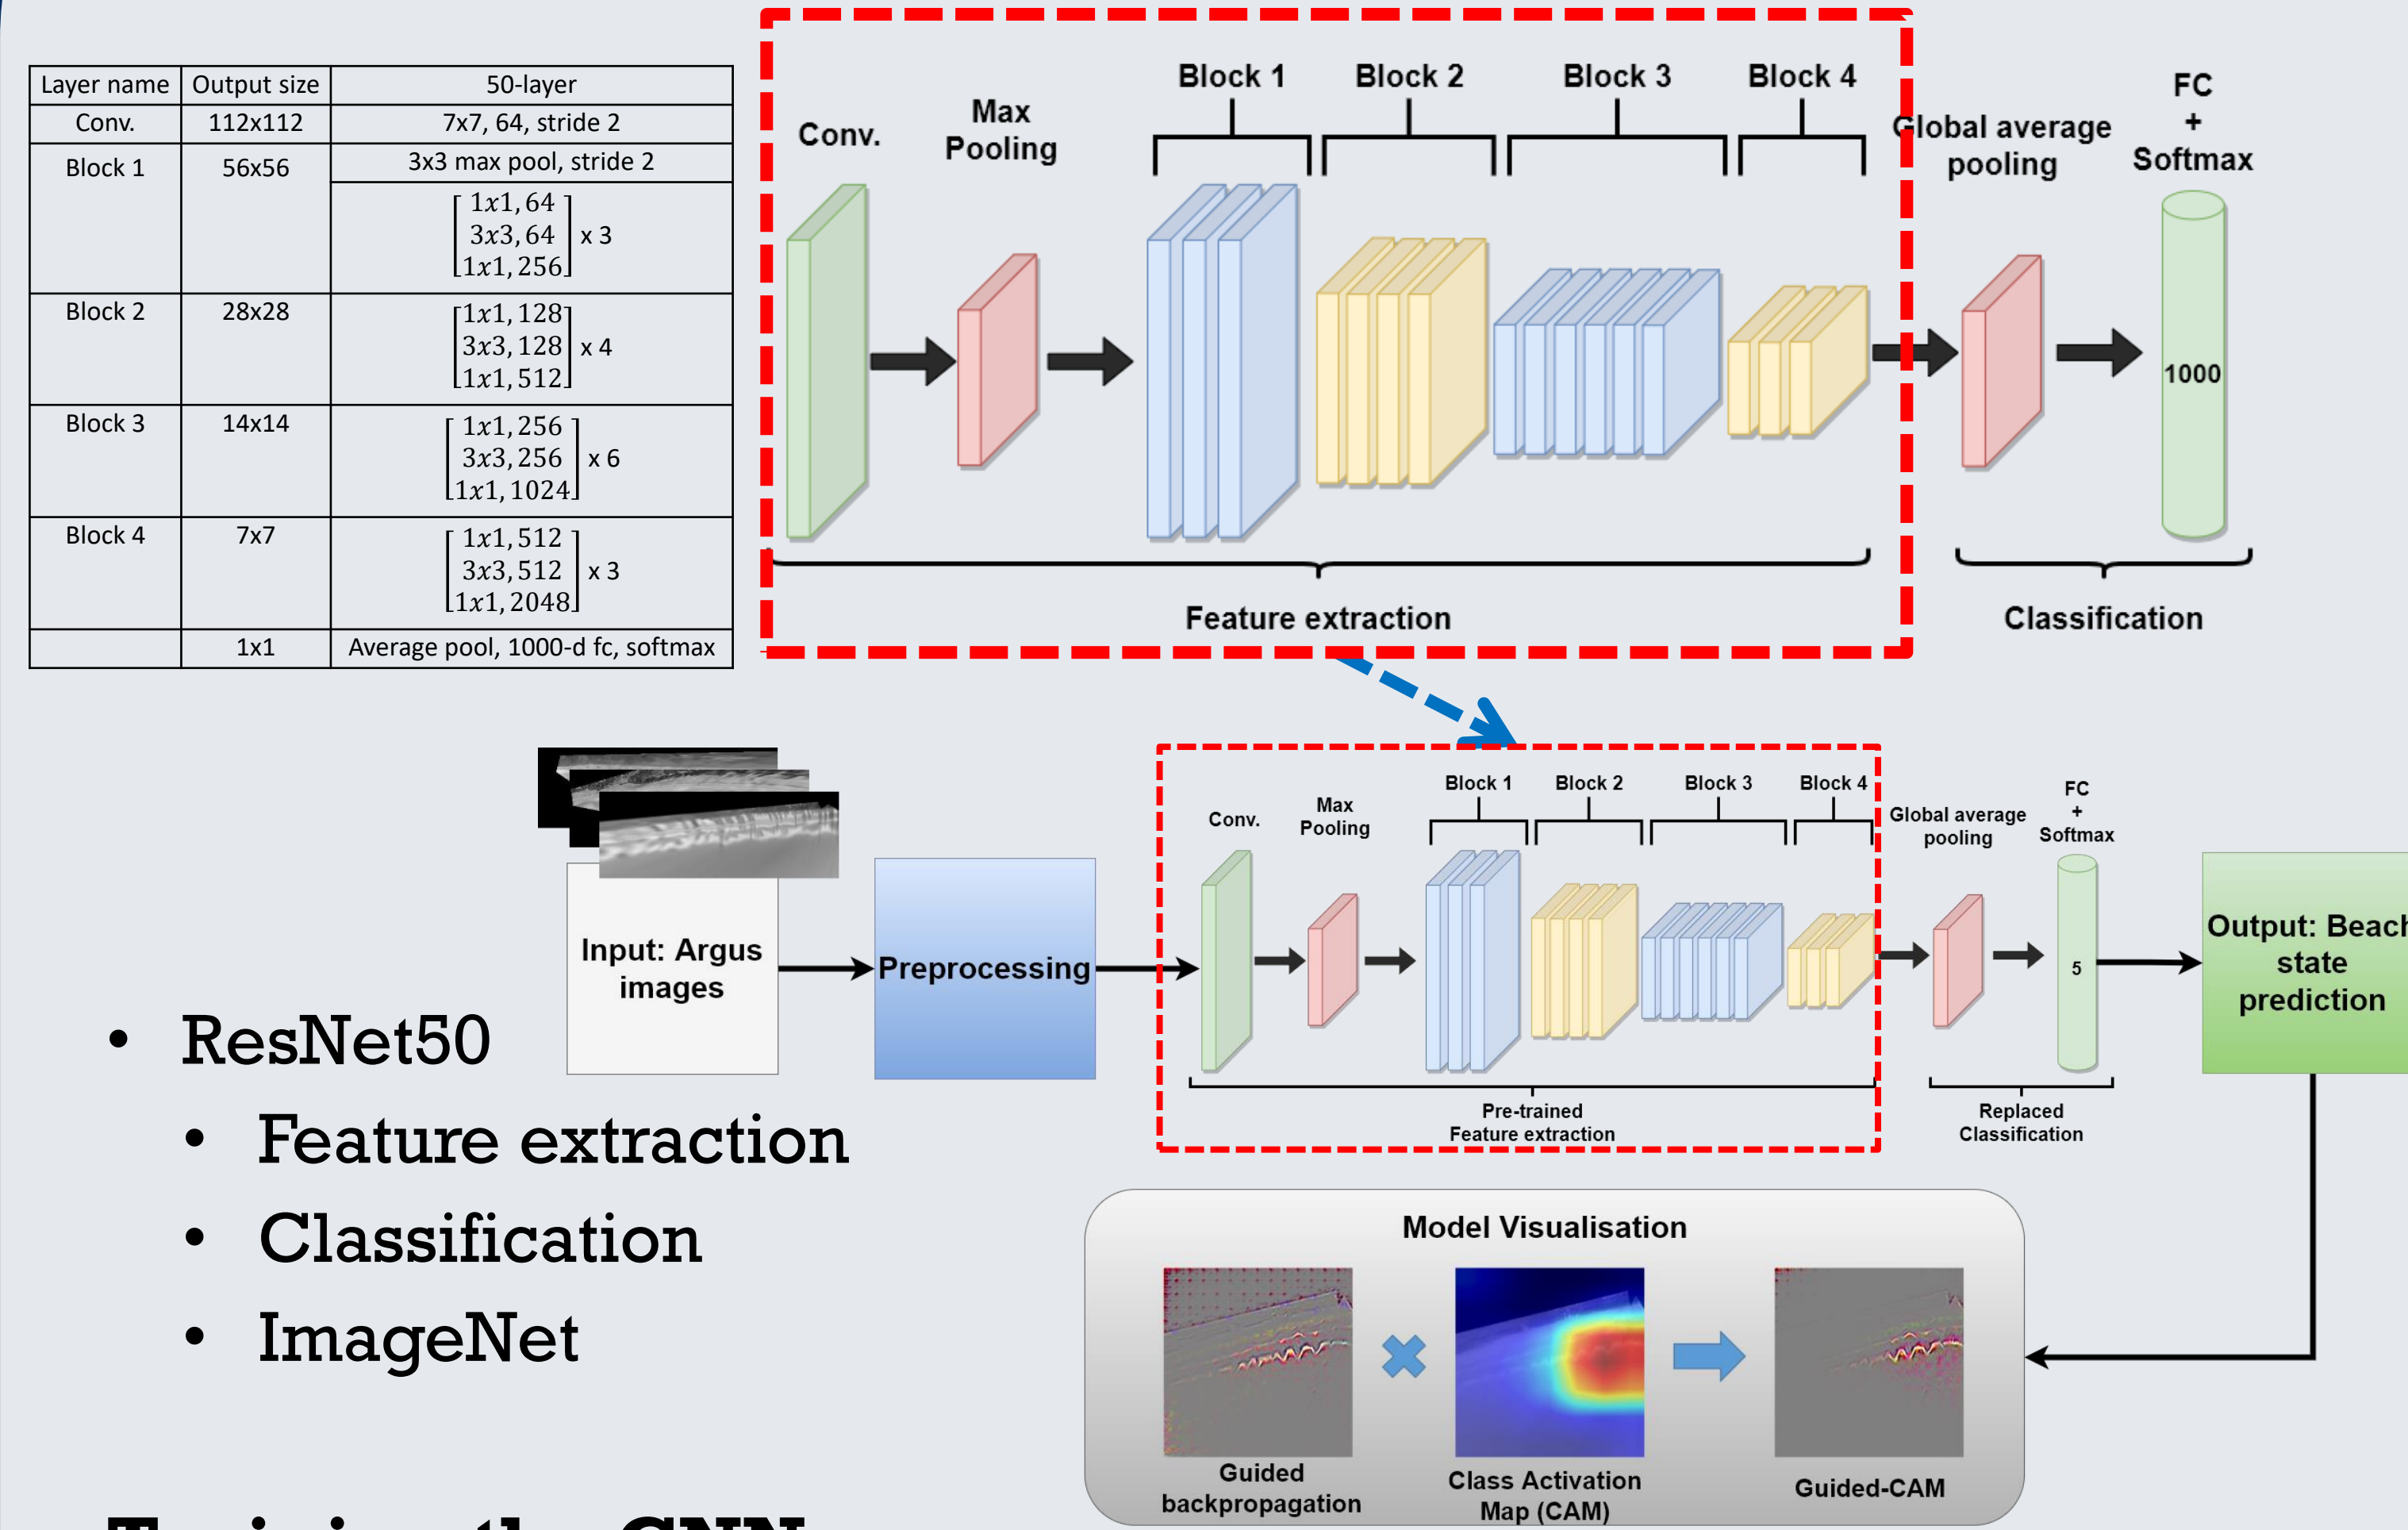 Layer name Output size 50-layer
Conv. 112x112 7x7, 64, stride 2
Block 1 56x56 3x3 max pool, stride 2
1x1, 64
3x3, 64 x 3
1x1, 256
Block 2 28x28
1x1, 128
3x3, 128 x 4
1x1, 512
Block 3 14x14
1x1, 256
3x3, 256 x 6
1x1, 1024
Block 4 7x7
1x1, 512
3x3, 512 x 3
1x1, 2048
1x1 Average pool, 1000-d fc, softmax
Conv.
Max
Pooling
Block 1
Block 2
Block 3
Block 4
Global average
pooling
FC
+
Softmax
1000
Feature extraction
Classification
Input: Argus
images
Preprocessing
Conv.
Max
Pooling
Block 1
Block 2
Block 3
Block 4
Global average
pooling
FC
+
Softmax
5
Pre-trained
Feature extraction
Replaced
Classification
Output: Beach
state
prediction
• ResNet50
• Feature extraction
• Classification
• ImageNet
Model Visualisation
Guided
backpropagation
Class Activation
Map (CAM)
Guided-CAM
Training the CNN